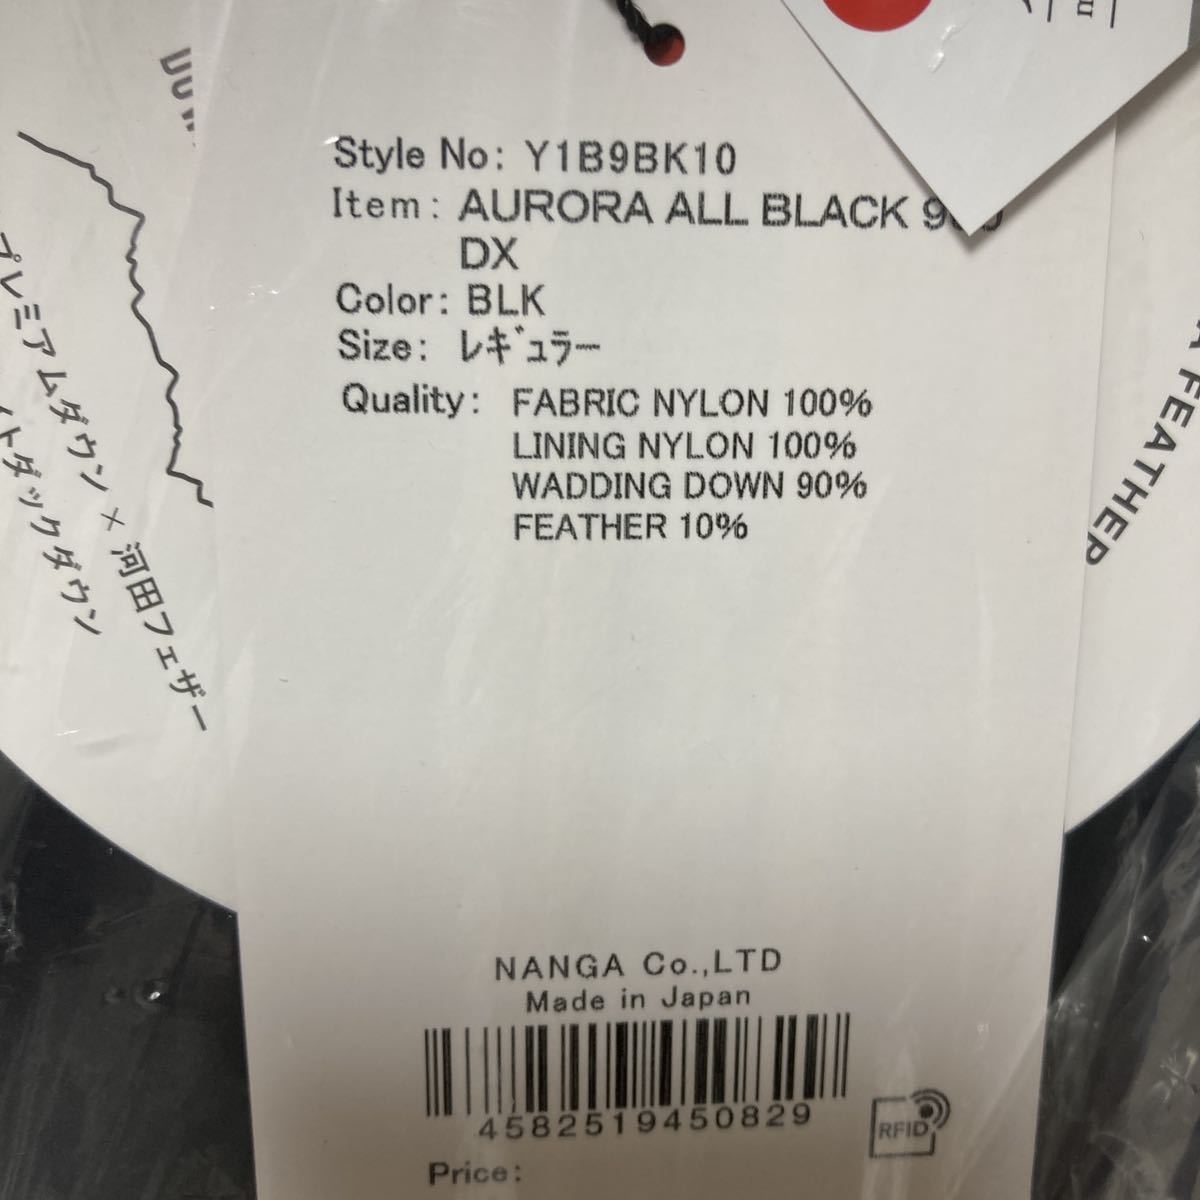 Style No: Y1B9BK10
Item: AURORA ALL BLACK
DX
Color: BLK
Size: レギュラー
Quality: FABRIC NYLON 100%
LINING NYLON 100%
WADDING DOWN 90%
FEATHER 10%
プレミアムダウン×河田フェザー
トダックダウン
FEATHER
NANGA Co.,LTD
Made in Japan
4582519450829
RFID
Price: